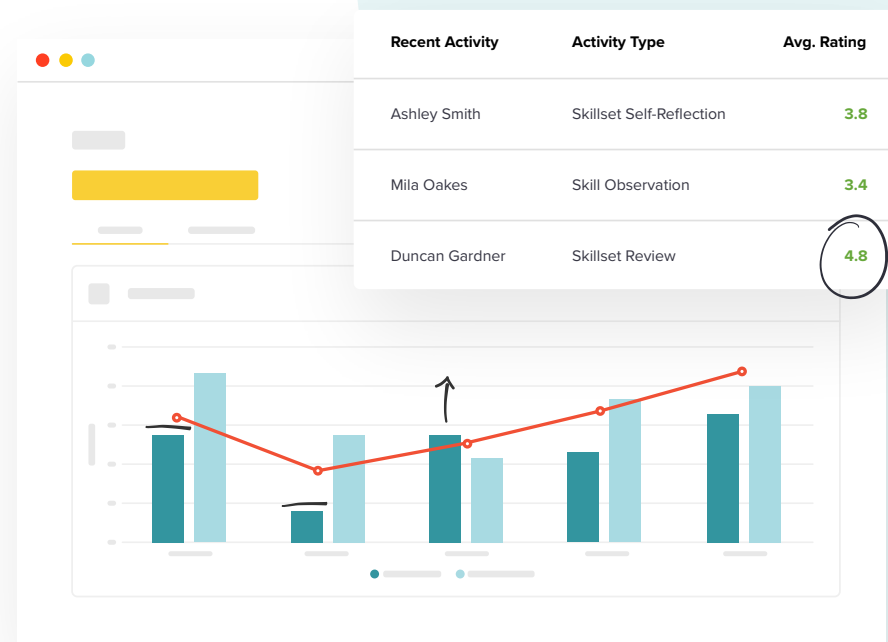 Recent Activity Activity Type Avg. Rating
Ashley Smith Skillset Self-Reflection 3.8
Mila Oakes Skill Observation 3.4
Duncan Gardner Skillset Review 4.8